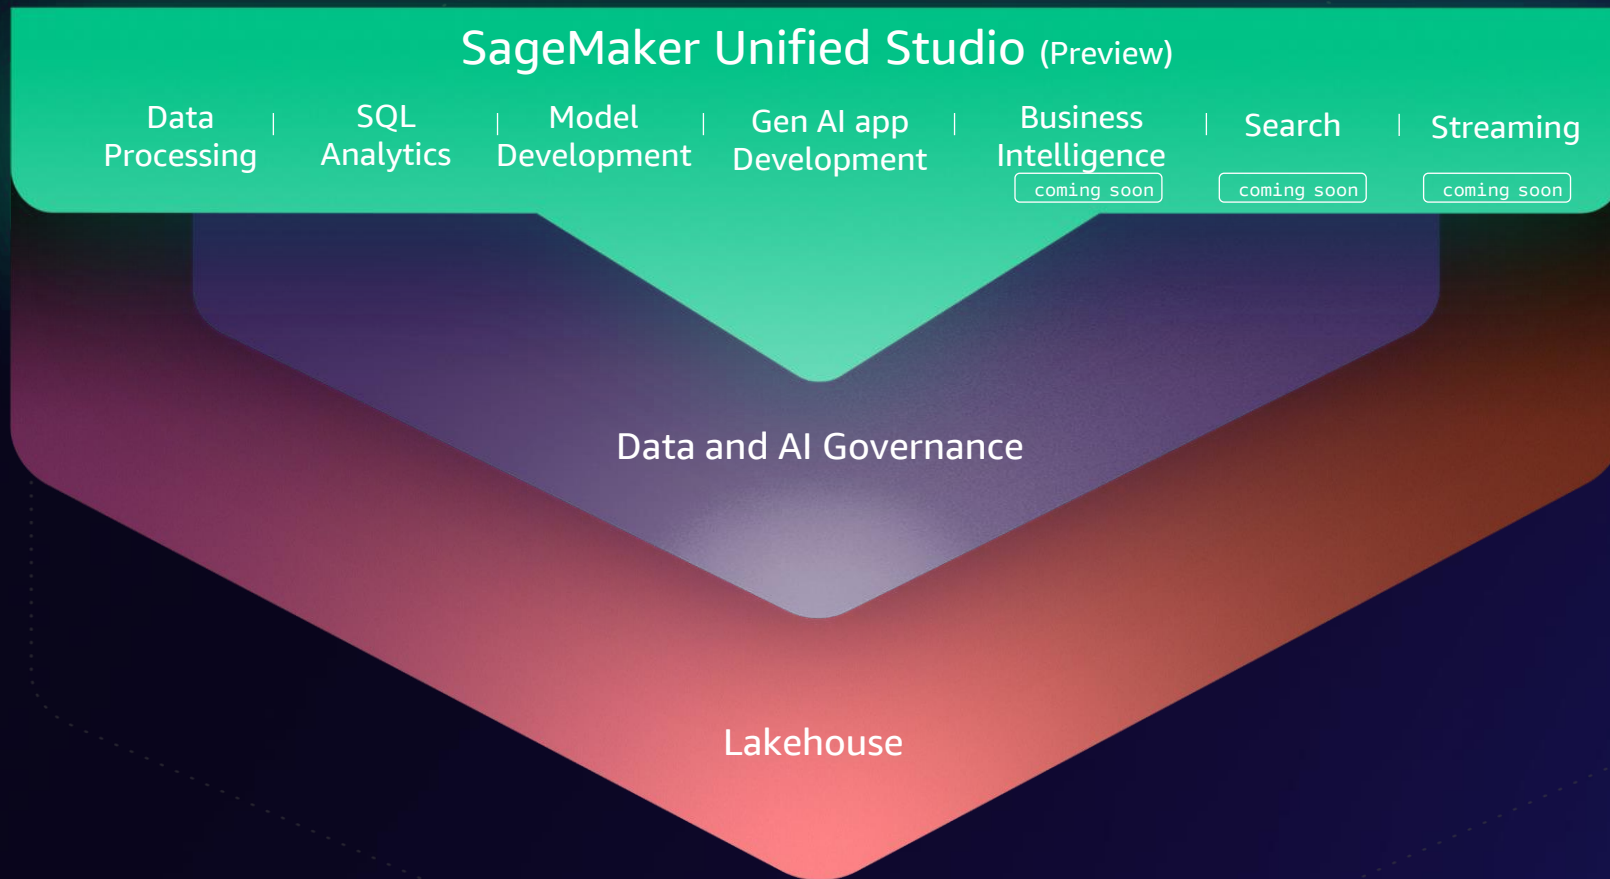 SageMaker Unified Studio (Preview)
Data
Processing
SQL
Analytics
Model
Development
Gen AI app
Development
Business
Intelligence
coming soon
Search
coming soon
Streaming
coming soon
Data and AI Governance
Lakehouse